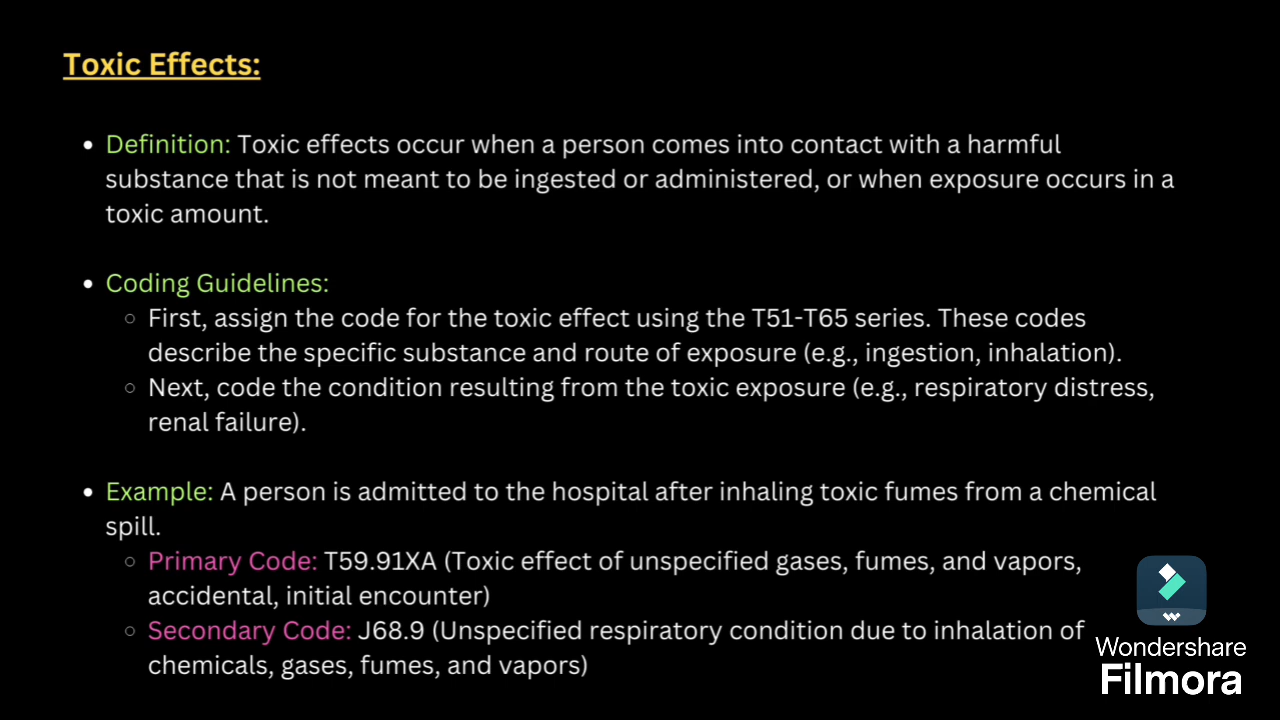 Toxic Effects:
• Definition: Toxic effects occur when a person comes into contact with a harmful
substance that is not meant to be ingested or administered, or when exposure occurs in a
toxic amount.
• Coding Guidelines:
○ First, assign the code for the toxic effect using the T51-T65 series. These codes
describe the specific substance and route of exposure (e.g., ingestion, inhalation).
○ Next, code the condition resulting from the toxic exposure (e.g., respiratory distress,
renal failure).
• Example: A person is admitted to the hospital after inhaling toxic fumes from a chemical
spill.
○ Primary Code: T59.91XA (Toxic effect of unspecified gases, fumes, and vapors,
accidental, initial encounter)
○ Secondary Code: J68.9 (Unspecified respiratory condition due to inhalation of
chemicals, gases, fumes, and vapors)
Wondershare
Filmora